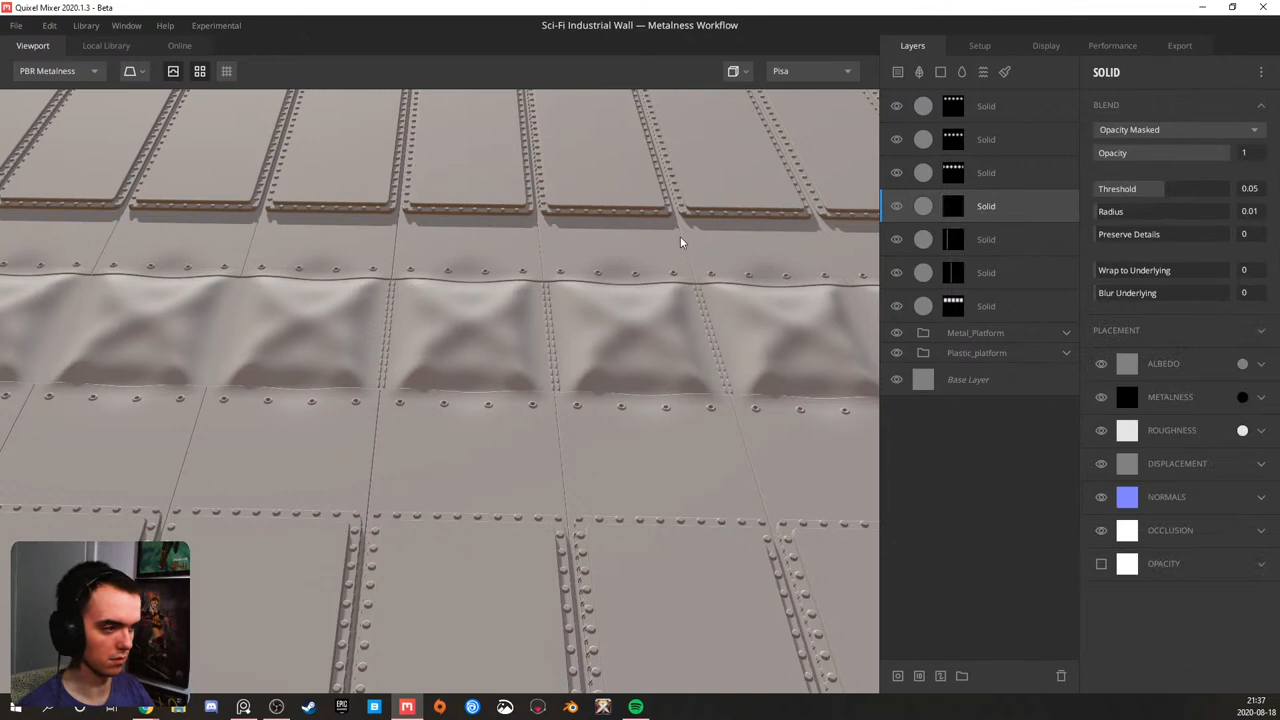 Quixel Mixer 2020.1.3 - Beta
File Edit Library Window Help Experimental
Sci-Fi Industrial Wall — Metalness Workflow
Viewport Local Library Online
Layers Setup Display Performance Export
PBR Metalness
Pisa
SOLID
BLEND
Solid
Opacity Masked
Solid
Opacity 1
Solid
Threshold 0.05
Solid
Radius 0.01
Preserve Details 0
Solid
Wrap to Underlying 0
Solid
Blur Underlying 0
Solid
Metal_Platform
PLACEMENT
Plastic_platform
ALBEDO
Base Layer
METALNESS
ROUGHNESS
DISPLACEMENT
NORMALS
OCCLUSION
OPACITY
EPIC
21:37
2020-08-18